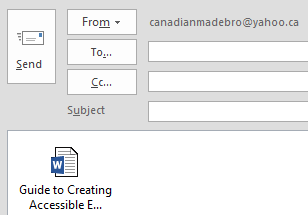 From
canadianmadebro@yahoo.ca
To...
Send
Cc...
Subject
W
Guide to Creating
Accessible E...